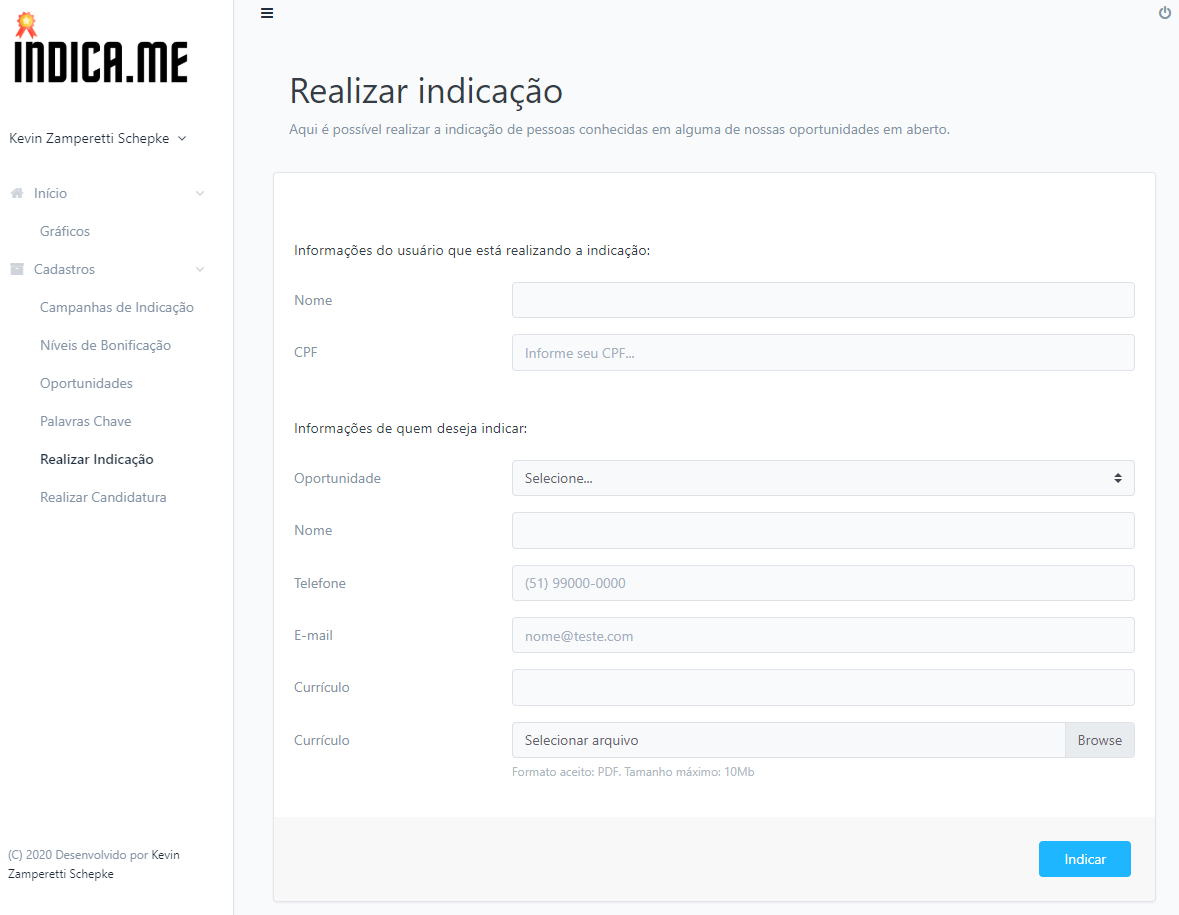 INDICA.ME
Kevin Zamperetti Schepke
Início
Gráficos
Cadastros
Campanhas de Indicação
Níveis de Bonificação
Oportunidades
Palavras Chave
Realizar Indicação
Realizar Candidatura
(C) 2020 Desenvolvido por Kevin
Zamperetti Schepke
Realizar indicação
Aqui é possível realizar a indicação de pessoas conhecidas em alguma de nossas oportunidades em aberto.
Informações do usuário que está realizando a indicação:
Nome
CPF Informe seu CPF...
Informações de quem deseja indicar:
Oportunidade Selecione...
Nome
Telefone (51) 99000-0000
E-mail nome@teste.com
Currículo
Currículo Selecionar arquivo Browse
Formato aceito: PDF. Tamanho máximo: 10Mb
Indicar